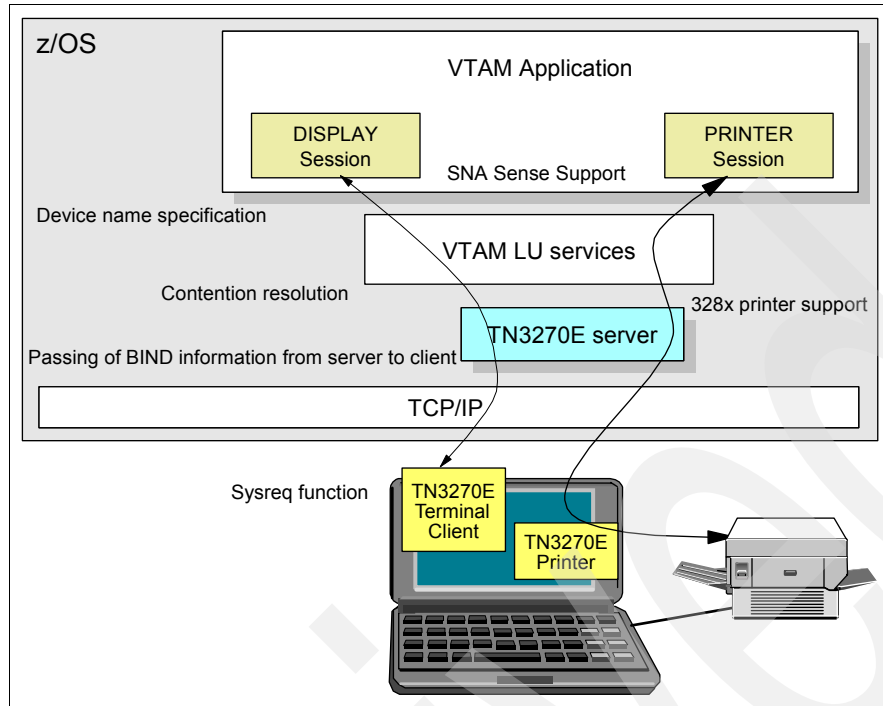 z/OS
VTAM Application
DISPLAY
Session
PRINTER
Session
SNA Sense Support
Device name specification
VTAM LU services
Contention resolution
328x printer support
TN3270E server
Passing of BIND information from server to client
TCP/IP
Sysreq function
TN3270E
Terminal
Client
TN3270E
Printer